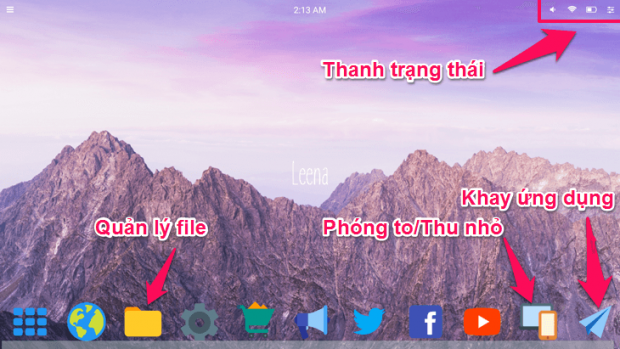 2:13 AM
Thanh trạng thái
Leena
Khay ứng dụng
Quản lý file
Phóng to/Thu nhỏ